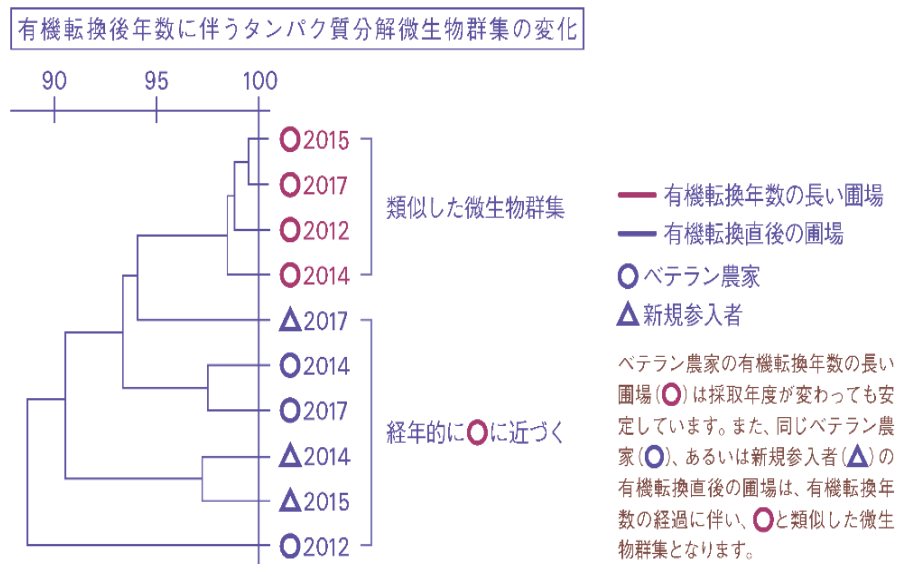 有機転換後年数に伴うタンパク質分解微生物群集の変化
90 95 100
○2015
○2017
○2012
○2014
△2017
○2014
○2017
△2014
△2015
○2012
類似した微生物群集
経年的に○に近づく
有機転換年数の長い圃場
有機転換直後の圃場
○ベテラン農家
△新規参入者
ベテラン農家の有機転換年数の長い
圃場(○)は採取年度が変わっても安
定しています。また、同じベテラン農
家(○)、あるいは新規参入者(△)の
有機転換直後の圃場は、有機転換年
数の経過に伴い、○と類似した微生
物群集となります。